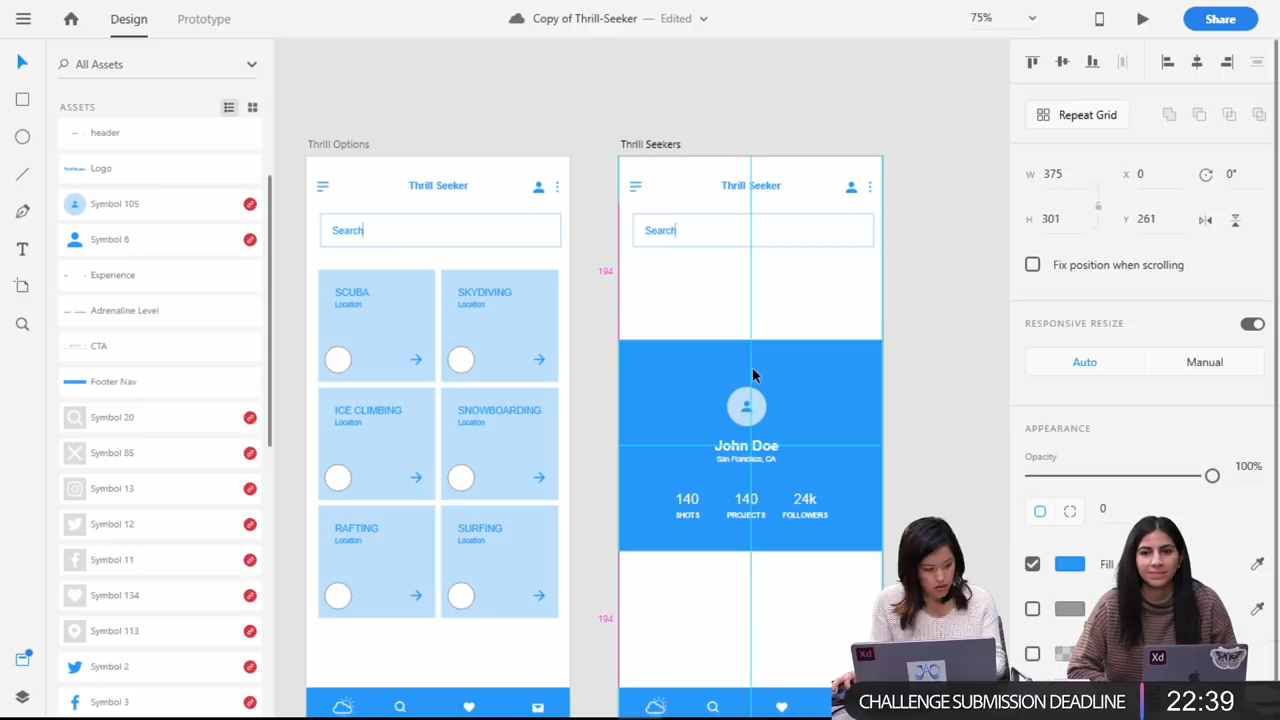 Design
Prototype
Copy of Thrill-Seeker — Edited
75%
Share
All Assets
ASSETS
header
Logo
Symbol 105
Symbol 6
Experience
Adrenaline Level
CTA
Footer Nav
Symbol 20
Symbol 85
Symbol 13
Symbol 12
Symbol 11
Symbol 134
Symbol 113
Symbol 2
Symbol 3
Thrill Options
Thrill Seeker
Search
SCUBA
Location
SKYDIVING
Location
ICE CLIMBING
Location
SNOWBOARDING
Location
RAFTING
Location
SURFING
Location
Thrill Seekers
Thrill Seeker
Search
194
John Doe
San Francisco, CA
140
SHOTS
140
PROJECTS
24k
FOLLOWERS
194
Repeat Grid
W 375
X 0
0°
H 301
Y 261
Fix position when scrolling
RESPONSIVE RESIZE
Auto
Manual
APPEARANCE
Opacity
100%
0
Fill
Xd
Xd
CHALLENGE SUBMISSION DEADLINE
22:39